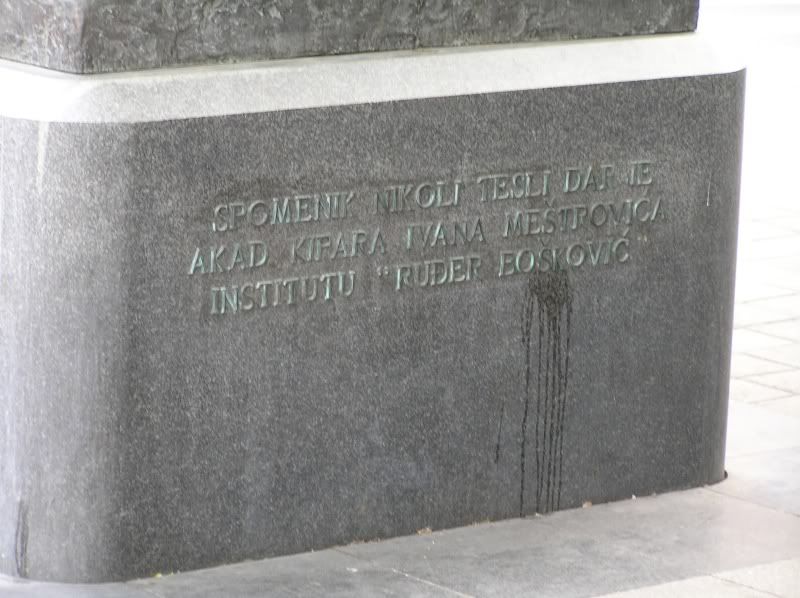 SPOMENIK NIKOLI TESLI DAR JE
AKAD. KIPARA IVANA MEŠTROVIĆA
INSTITUTU "RUĐER BOŠKOVIĆ"